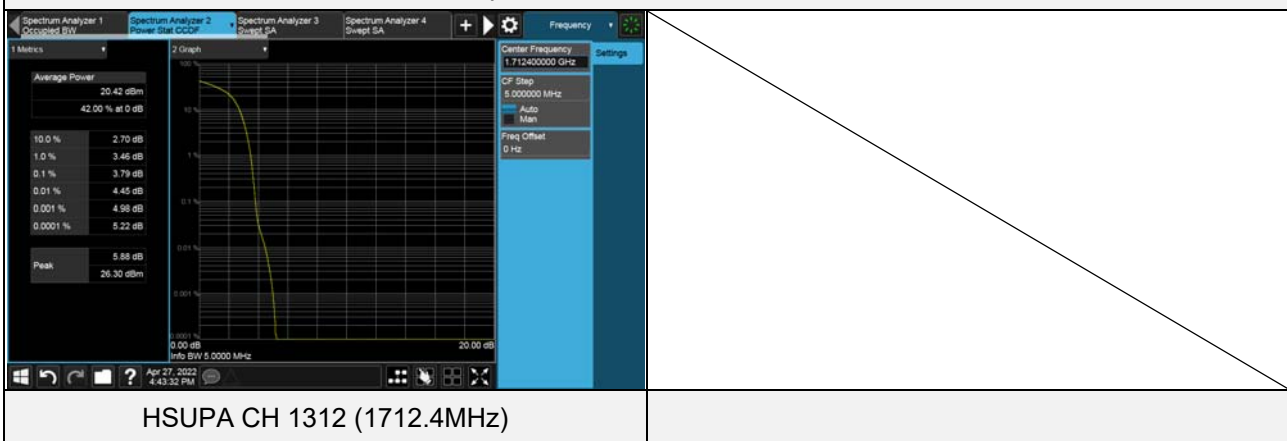 Spectrum Analyzer 1
Occupied BW
Spectrum Analyzer 2
Power Stat CCDF
Spectrum Analyzer 3
Swept SA
Spectrum Analyzer 4
Swept SA
+
Frequency
1 Metrics
2 Graph
Average Power
20.42 dBm
42.00 % at 0 dB
10.0 % 2.70 dB
1.0 % 3.46 dB
0.1 % 3.79 dB
0.01 % 4.45 dB
0.001 % 4.98 dB
0.0001 % 5.22 dB
Peak 5.88 dB
26.30 dBm
100 %
10 %
1 %
0.1 %
0.01 %
0.001 %
0.0001 %
0.00 dB 20.00 dB
Info BW 5.0000 MHz
Center Frequency
1.712400000 GHz
Settings
CF Step
5.000000 MHz
Auto
Man
Freq Offset
0 Hz
?
Apr 27, 2022
4:43:32 PM
HSUPA CH 1312 (1712.4MHz)